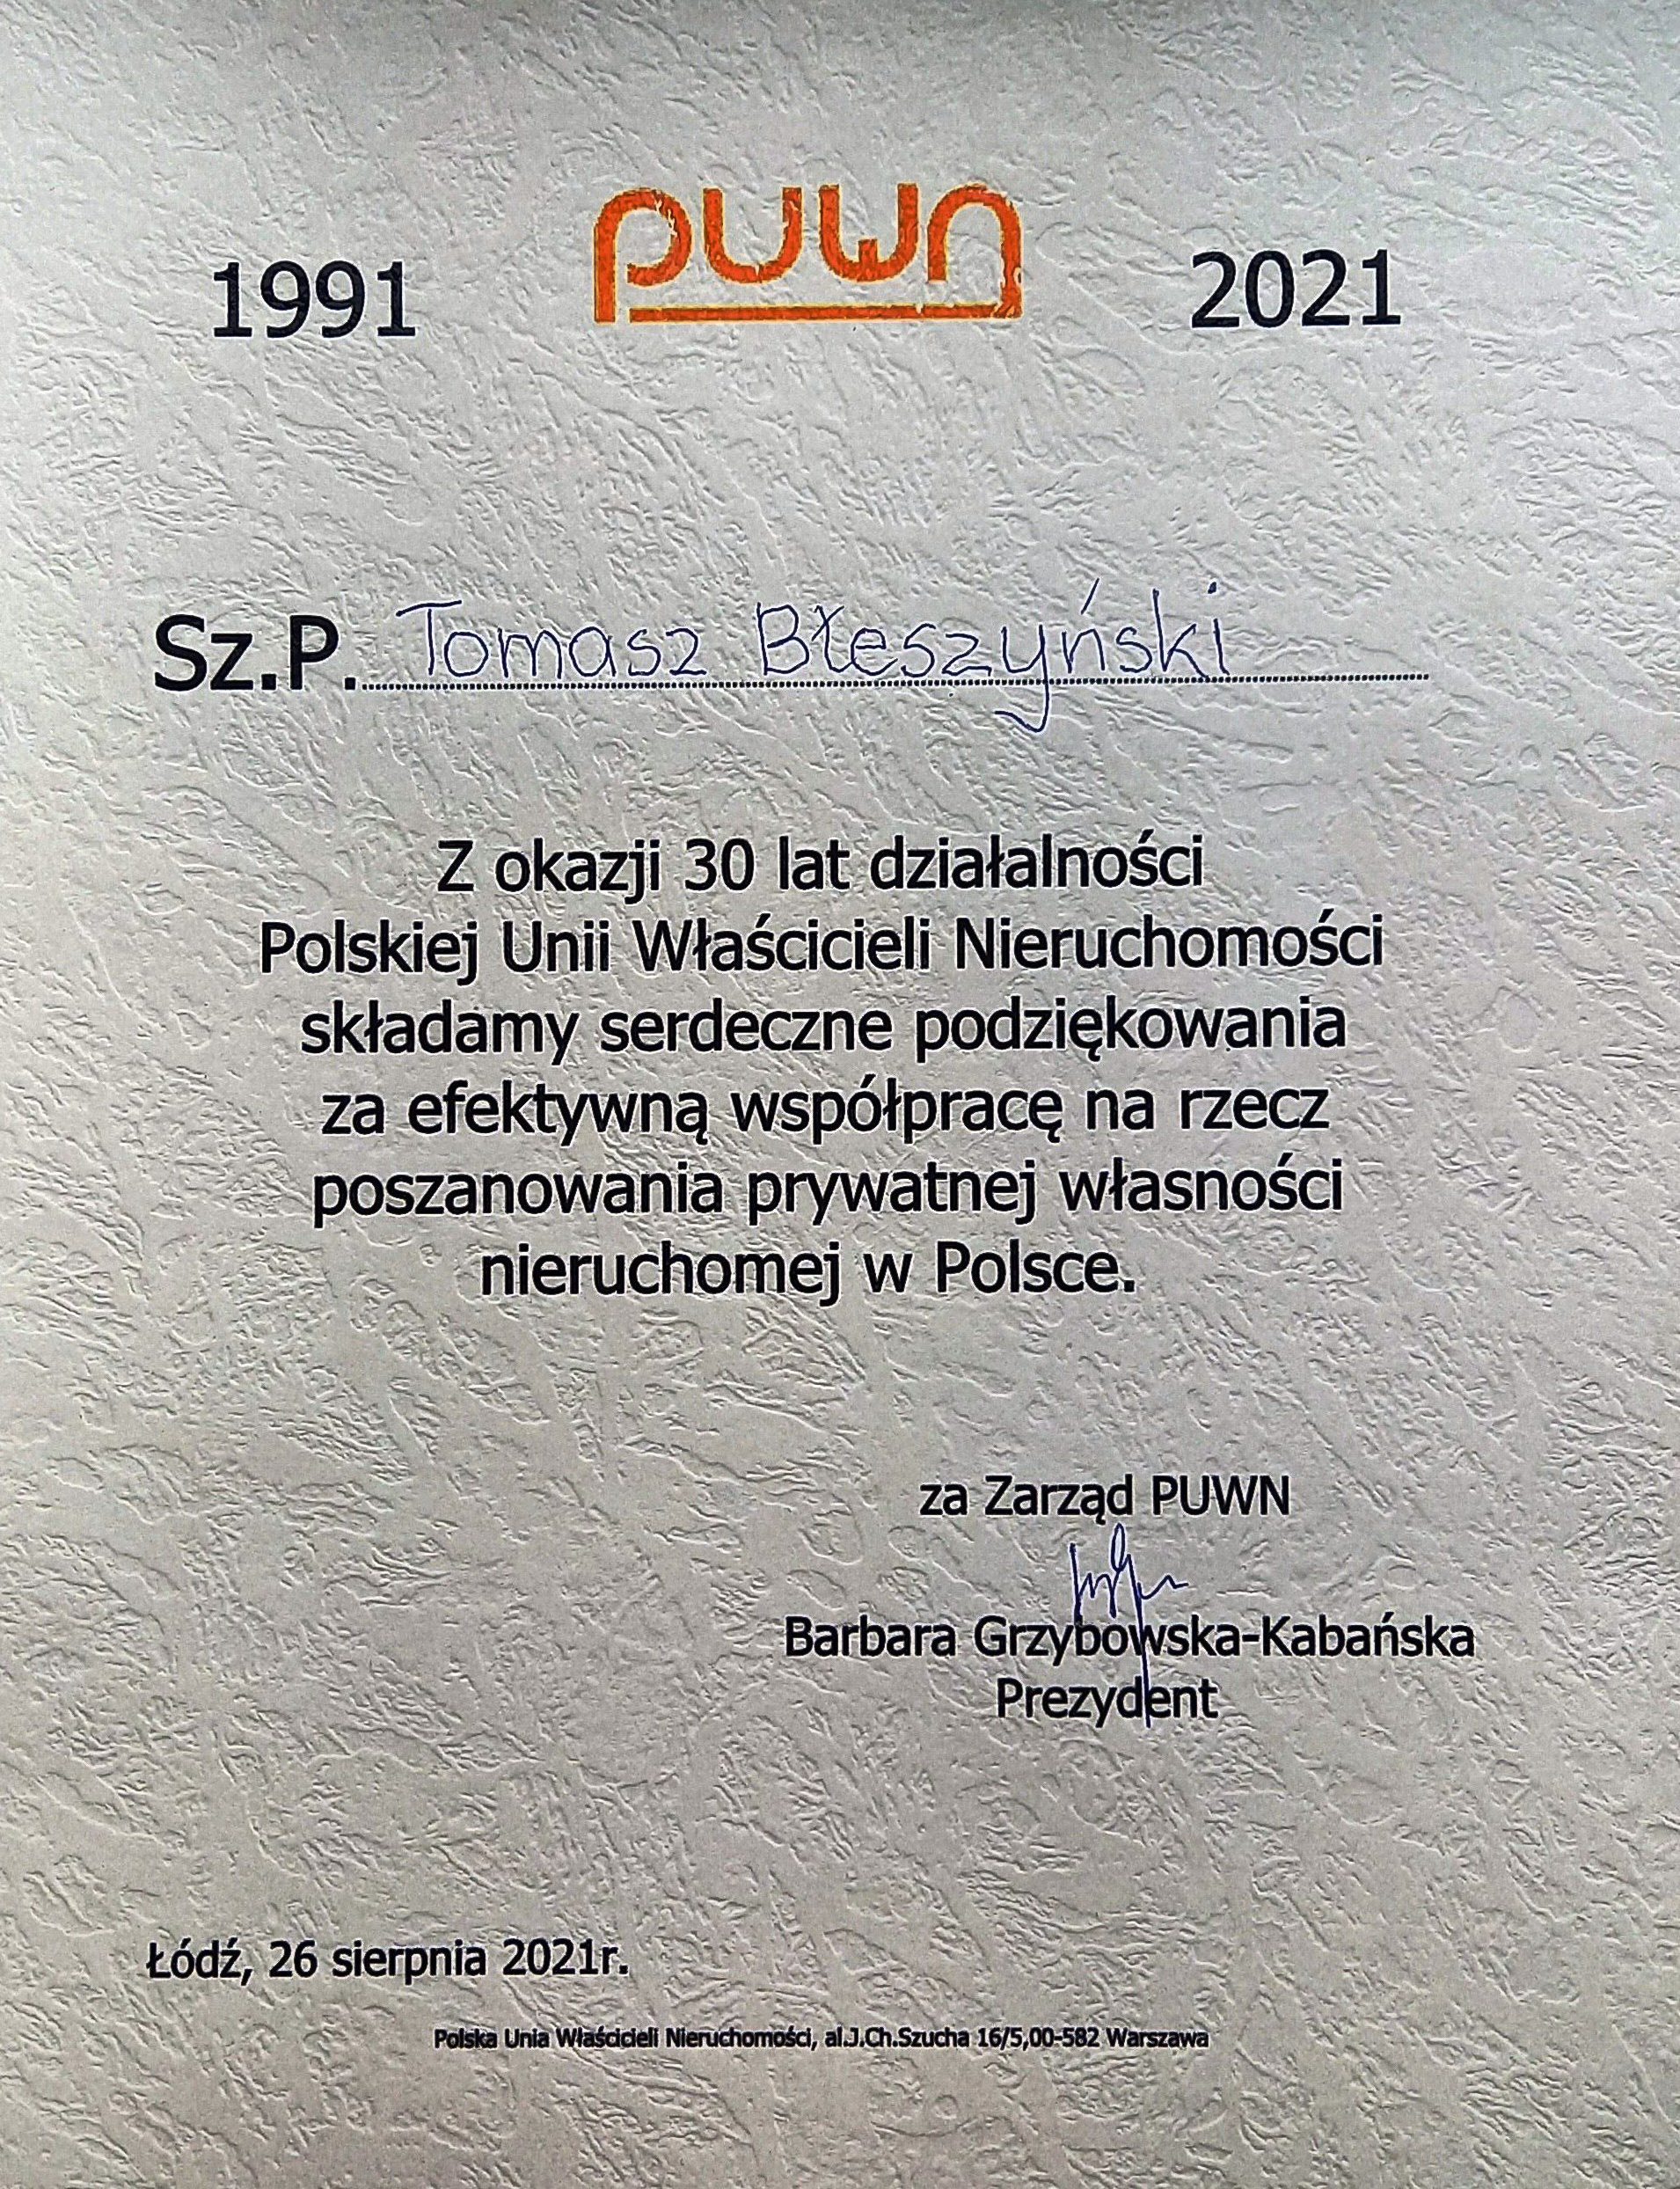 1991 puwn 2021
Sz.P. Tomasz Błeszyński
Z okazji 30 lat działalności
Polskiej Unii Właścicieli Nieruchomości
składamy serdeczne podziękowania
za efektywną współpracę na rzecz
poszanowania prywatnej własności
nieruchomej w Polsce.
za Zarząd PUWN
Barbara Grzybowska-Kabańska
Prezydent
Łódź, 26 sierpnia 2021r.
Polska Unia Właścicieli Nieruchomości, al.J.Ch.Szucha 16/5,00-582 Warszawa